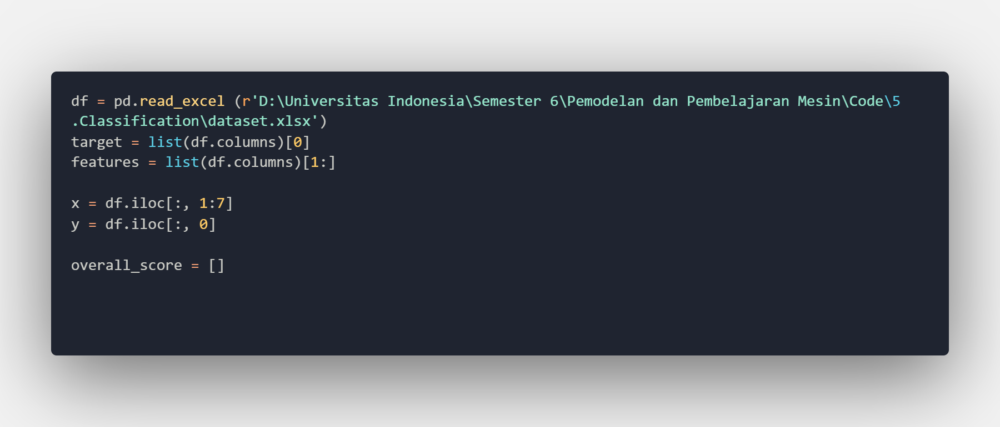 df = pd.read_excel (r'D:\Universitas Indonesia\Semester 6\Pemodelan dan Pembelajaran Mesin\Code\5
.Classification\dataset.xlsx')
target = list(df.columns)[0]
features = list(df.columns)[1:]
x = df.iloc[:, 1:7]
y = df.iloc[:, 0]
overall_score = []